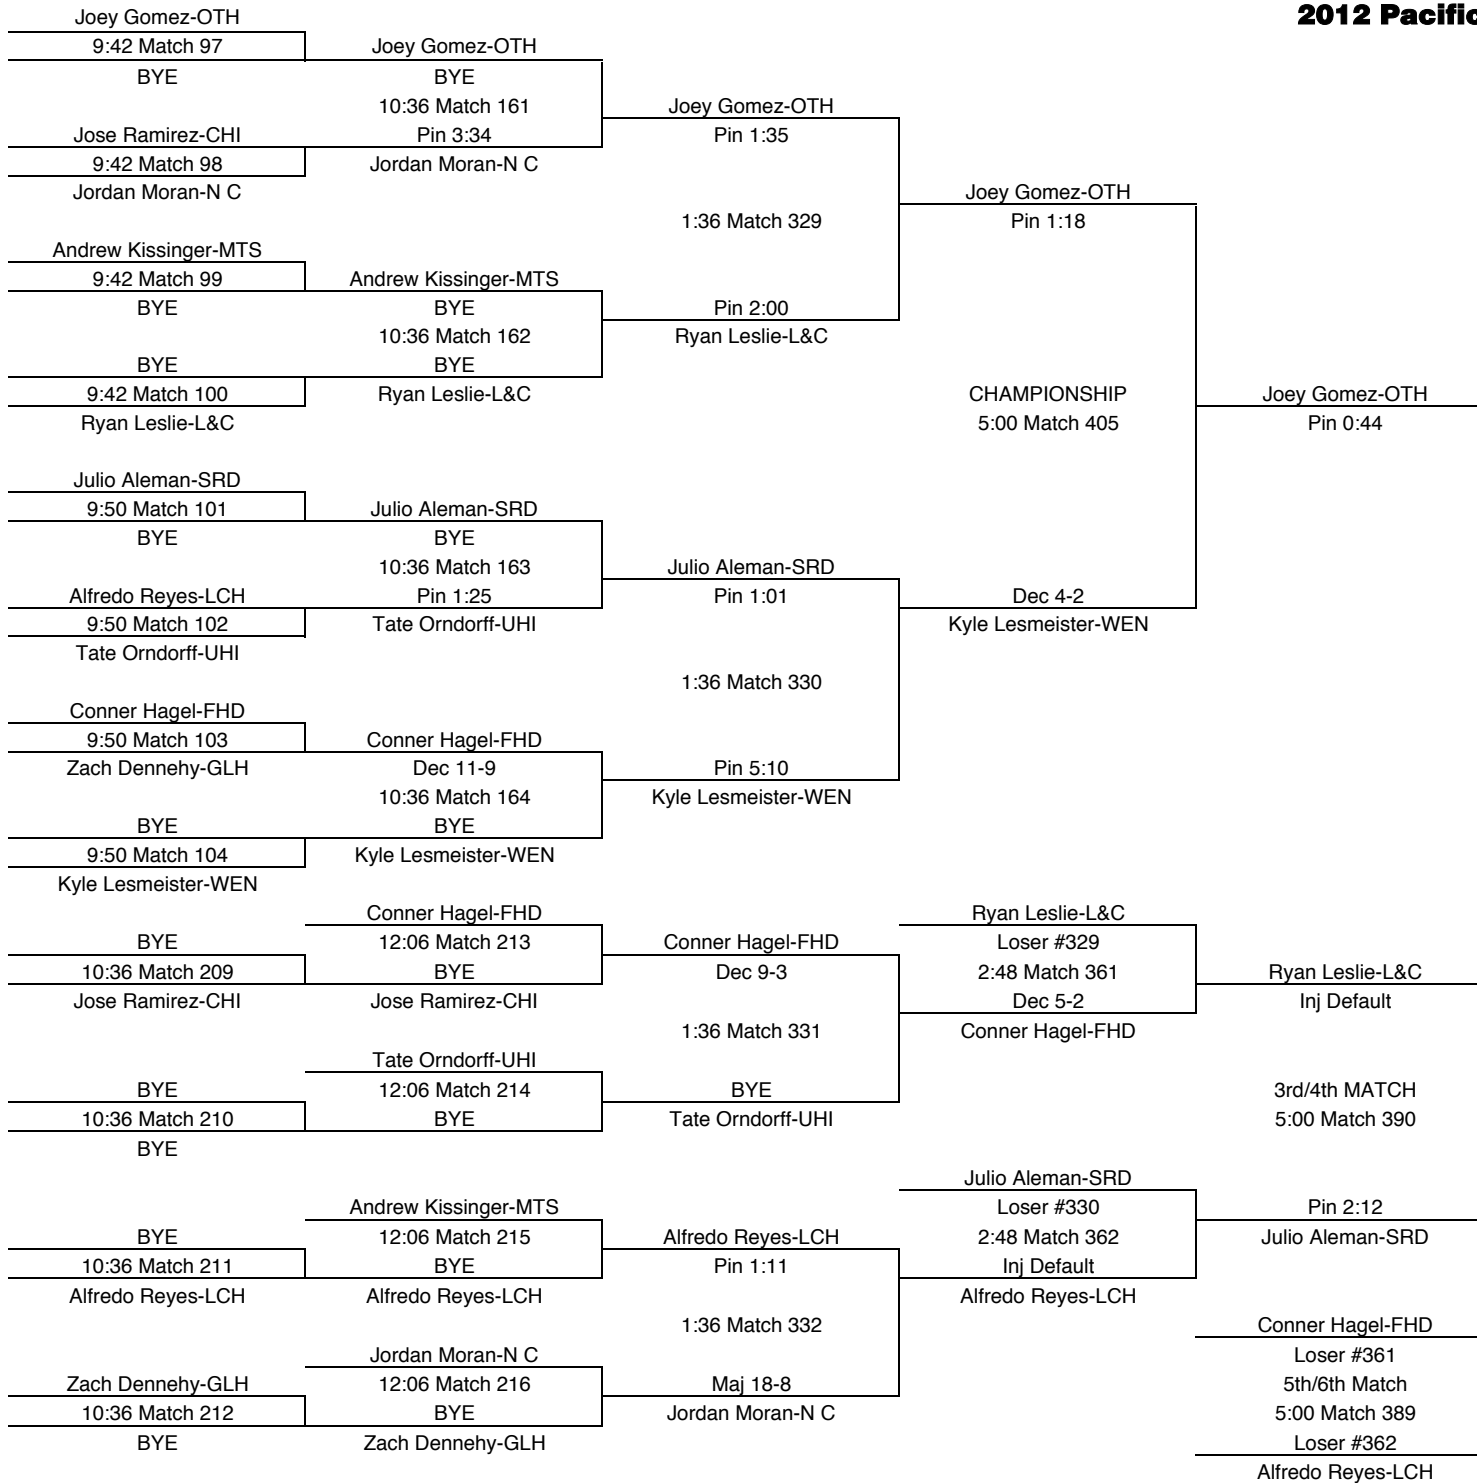 2012 Pacific
Joey Gomez-OTH
9:42 Match 97
BYE
Jose Ramirez-CHI
9:42 Match 98
Jordan Moran-N C
Andrew Kissinger-MTS
9:42 Match 99
BYE
BYE
9:42 Match 100
Ryan Leslie-L&C
Julio Aleman-SRD
9:50 Match 101
BYE
Alfredo Reyes-LCH
9:50 Match 102
Tate Orndorff-UHI
Conner Hagel-FHD
9:50 Match 103
Zach Dennehy-GLH
BYE
9:50 Match 104
Kyle Lesmeister-WEN
Joey Gomez-OTH
BYE
10:36 Match 161
Pin 3:34
Jordan Moran-N C
Andrew Kissinger-MTS
BYE
10:36 Match 162
BYE
Ryan Leslie-L&C
Julio Aleman-SRD
BYE
10:36 Match 163
Pin 1:25
Tate Orndorff-UHI
Conner Hagel-FHD
Dec 11-9
10:36 Match 164
BYE
Kyle Lesmeister-WEN
Joey Gomez-OTH
Pin 1:35
1:36 Match 329
Pin 2:00
Ryan Leslie-L&C
Julio Aleman-SRD
Pin 1:01
1:36 Match 330
Pin 5:10
Kyle Lesmeister-WEN
Joey Gomez-OTH
Pin 1:18
CHAMPIONSHIP
5:00 Match 405
Dec 4-2
Kyle Lesmeister-WEN
Joey Gomez-OTH
Pin 0:44
BYE
10:36 Match 209
Jose Ramirez-CHI
BYE
10:36 Match 210
BYE
BYE
10:36 Match 211
Alfredo Reyes-LCH
Zach Dennehy-GLH
10:36 Match 212
BYE
Conner Hagel-FHD
12:06 Match 213
BYE
Jose Ramirez-CHI
Tate Orndorff-UHI
12:06 Match 214
BYE
Andrew Kissinger-MTS
12:06 Match 215
BYE
Alfredo Reyes-LCH
Jordan Moran-N C
12:06 Match 216
BYE
Zach Dennehy-GLH
Conner Hagel-FHD
Dec 9-3
1:36 Match 331
BYE
Tate Orndorff-UHI
Alfredo Reyes-LCH
Pin 1:11
1:36 Match 332
Maj 18-8
Jordan Moran-N C
Ryan Leslie-L&C
Loser #329
2:48 Match 361
Dec 5-2
Conner Hagel-FHD
Julio Aleman-SRD
Loser #330
2:48 Match 362
Inj Default
Alfredo Reyes-LCH
Ryan Leslie-L&C
Inj Default
3rd/4th MATCH
5:00 Match 390
Pin 2:12
Julio Aleman-SRD
Conner Hagel-FHD
Loser #361
5th/6th Match
5:00 Match 389
Loser #362
Alfredo Reyes-LCH